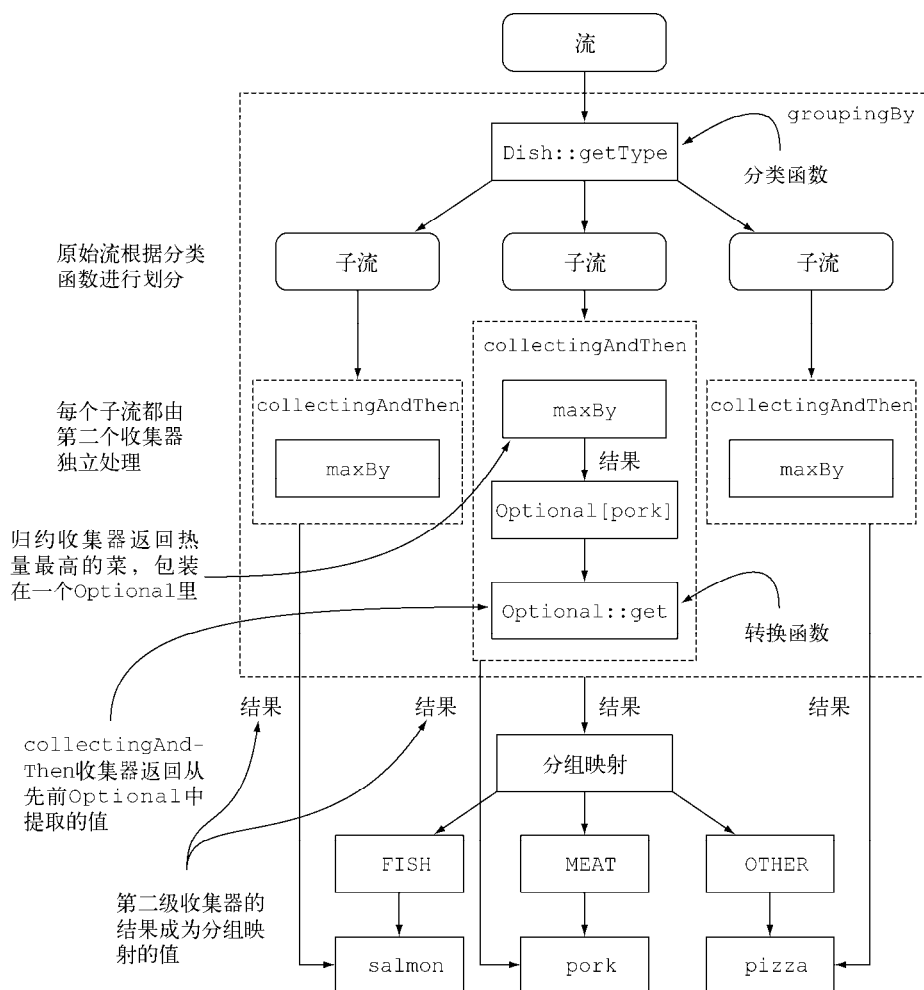 流
groupingBy
Dish::getType
分类函数
原始流根据分类
函数进行划分
子流
子流
子流
collectingAndThen
每个子流都由
第二个收集器
独立处理
collectingAndThen
maxBy
maxBy
collectingAndThen
maxBy
结果
Optional[pork]
归约收集器返回热
量最高的菜，包装
在一个Optional里
Optional::get
转换函数
结果
结果
结果
结果
collectingAnd-
Then收集器返回从
先前Optional中
提取的值
分组映射
FISH
MEAT
OTHER
第二级收集器的
结果成为分组映
射的值
salmon
pork
pizza